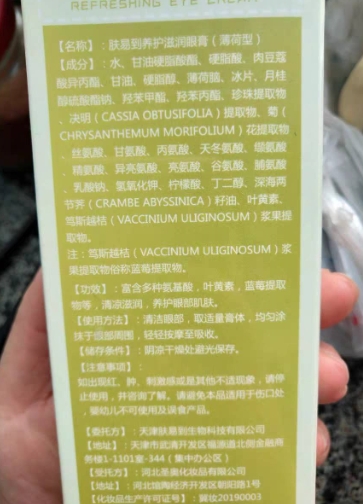 REFRESHING EYE CREAM
【名称】：肤易到养护滋润眼膏（薄荷型）
【成分】：水、甘油硬脂酸酯、硬脂酸、肉豆蔻
酸异丙酯、甘油、硬脂醇、薄荷脑、冰片、月桂
醇硫酸酯钠、羟苯甲酯、羟苯丙酯、珍珠提取物
、决明（CASSIA OBTUSIFOLIA）提取物、菊（
CHRYSANTHEMUM MORIFOLIUM）花提取物
、丝氨酸、甘氨酸、丙氨酸、天冬氨酸、缬氨酸
、精氨酸、异亮氨酸、亮氨酸、谷氨酸、脯氨酸
、乳酸钠、氢氧化钾、柠檬酸、丁二醇、深海两
节荠（CRAMBE ABYSSINICA）籽油、叶黄素、
笃斯越桔（VACCINIUM ULIGINOSUM）浆果提
取物。
注：笃斯越桔（VACCINIUM ULIGINOSUM）浆
果提取物俗称蓝莓提取物。
【功效】：富含多种氨基酸，叶黄素，蓝莓提取
物等，清凉滋润，养护眼部肌肤。
【使用方法】：清洁眼部，取适量膏体，均匀涂
抹于眼部周围，轻轻按摩至吸收。
【储存条件】：阴凉干燥处避光保存。
【注意事项】：
如出现红、肿、刺激感或是其他不适现象，请停
止使用，并咨询了解。请避免本品适用于伤口处
，婴幼儿不可使用及误食产品。
【委托方】：天津肤易到生物科技有限公司
【地址】：天津市武清开发区福源道北侧金融商
务楼1-1101室-344（集中办公区）
【受托方】：河北是奥化妆品有限公司
【地址】：河北饶阳经济开发区朝阳路1号
【化妆品生产许可证号】：冀妆20190003